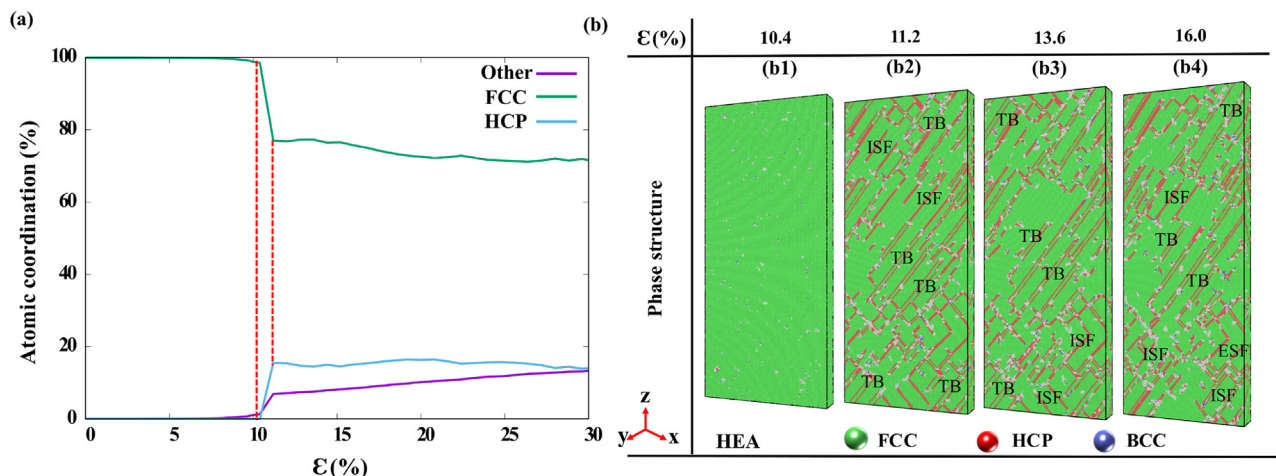 (a)
100
80
60
40
20
0
Atomic coordination (%)
Other
FCC
HCP
0 5 10 15 20 25 30
Ɛ(%)
(b)
Ɛ(%) 10.4 11.2 13.6 16.0
(b1) (b2) (b3) (b4)
Phase structure
TB
ISF
ISF
TB
TB
TB
TB
TB
TB
TB
ISF
TB
ISF
TB
ISF
TB
TB
ISF
ESF
ISF
z
y
x
HEA FCC HCP BCC